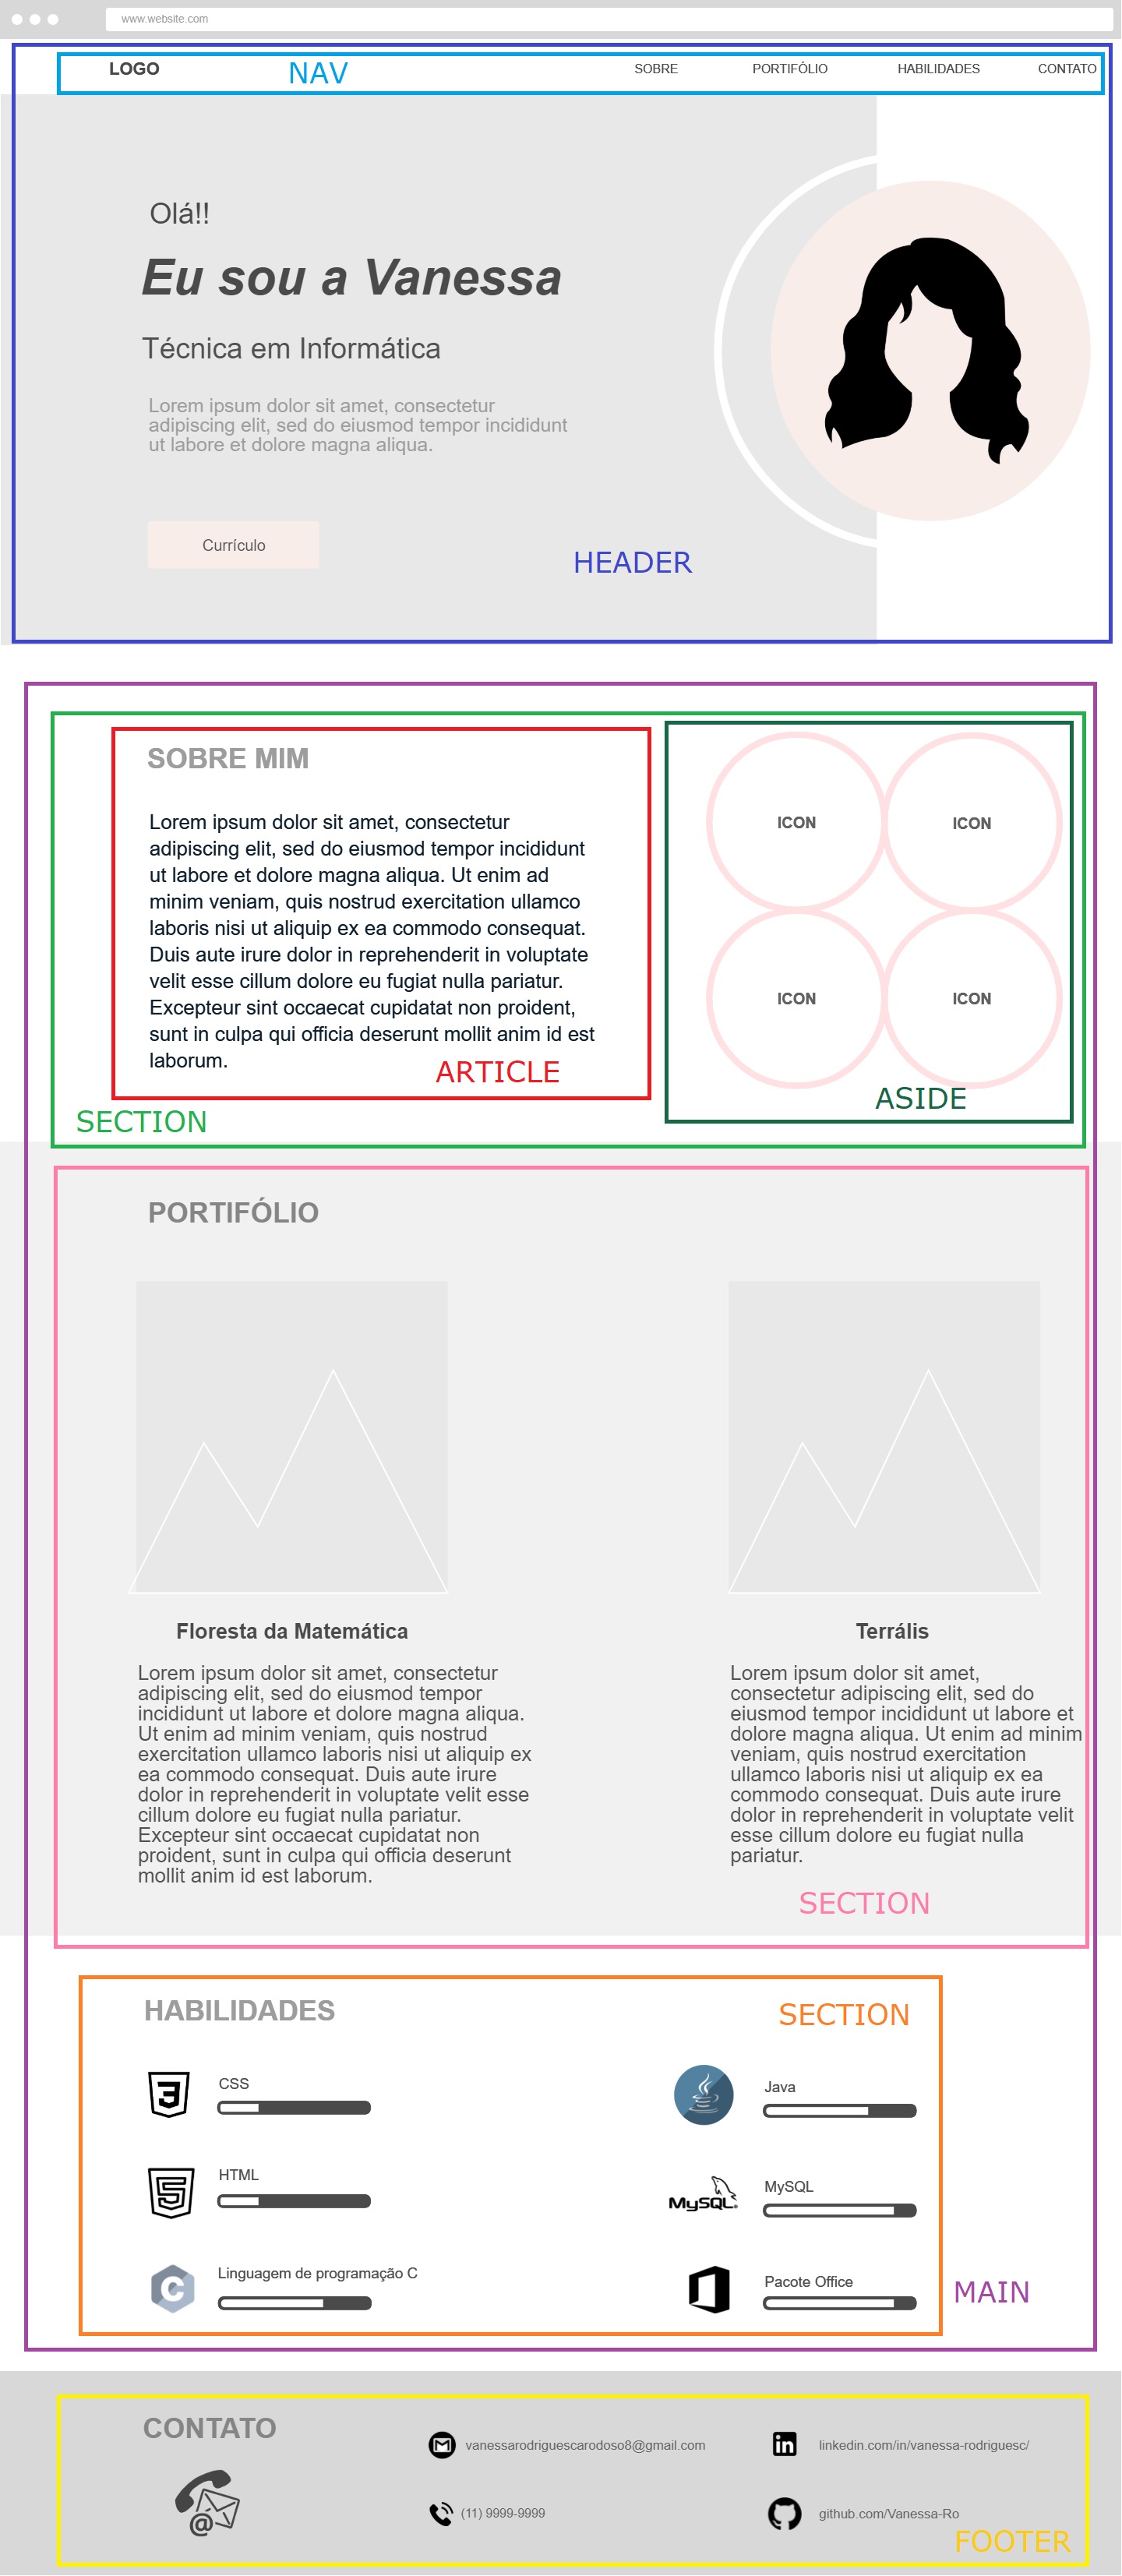 www.website.com
LOGO
NAV
SOBRE
PORTIFÓLIO
HABILIDADES
CONTATO
Olá!!
Eu sou a Vanessa
Técnica em Informática
Lorem ipsum dolor sit amet, consectetur
adipiscing elit, sed do eiusmod tempor incididunt
ut labore et dolore magna aliqua.
Currículo
HEADER
SOBRE MIM
Lorem ipsum dolor sit amet, consectetur
adipiscing elit, sed do eiusmod tempor incididunt
ut labore et dolore magna aliqua. Ut enim ad
minim veniam, quis nostrud exercitation ullamco
laboris nisi ut aliquip ex ea commodo consequat.
Duis aute irure dolor in reprehenderit in voluptate
velit esse cillum dolore eu fugiat nulla pariatur.
Excepteur sint occaecat cupidatat non proident,
sunt in culpa qui officia deserunt mollit anim id est
laborum.
ARTICLE
ICON
ICON
ICON
ICON
ASIDE
SECTION
PORTIFÓLIO
Floresta da Matemática
Lorem ipsum dolor sit amet, consectetur
adipiscing elit, sed do eiusmod tempor
incididunt ut labore et dolore magna aliqua.
Ut enim ad minim veniam, quis nostrud
exercitation ullamco laboris nisi ut aliquip ex
ea commodo consequat. Duis aute irure
dolor in reprehenderit in voluptate velit esse
cillum dolore eu fugiat nulla pariatur.
Excepteur sint occaecat cupidatat non
proident, sunt in culpa qui officia deserunt
mollit anim id est laborum.
Terrális
Lorem ipsum dolor sit amet,
consectetur adipiscing elit, sed do
eiusmod tempor incididunt ut labore et
dolore magna aliqua. Ut enim ad minim
veniam, quis nostrud exercitation
ullamco laboris nisi ut aliquip ex ea
commodo consequat. Duis aute irure
dolor in reprehenderit in voluptate velit
esse cillum dolore eu fugiat nulla
pariatur.
SECTION
HABILIDADES
SECTION
3
CSS
Java
5
HTML
MySQL
MySQL
C
Linguagem de programação C
Pacote Office
MAIN
CONTATO
@
M
vanessarodriguescarodoso8@gmail.com
in
linkedin.com/in/vanessa-rodriguesc/
(11) 9999-9999
github.com/Vanessa-Ro
FOOTER